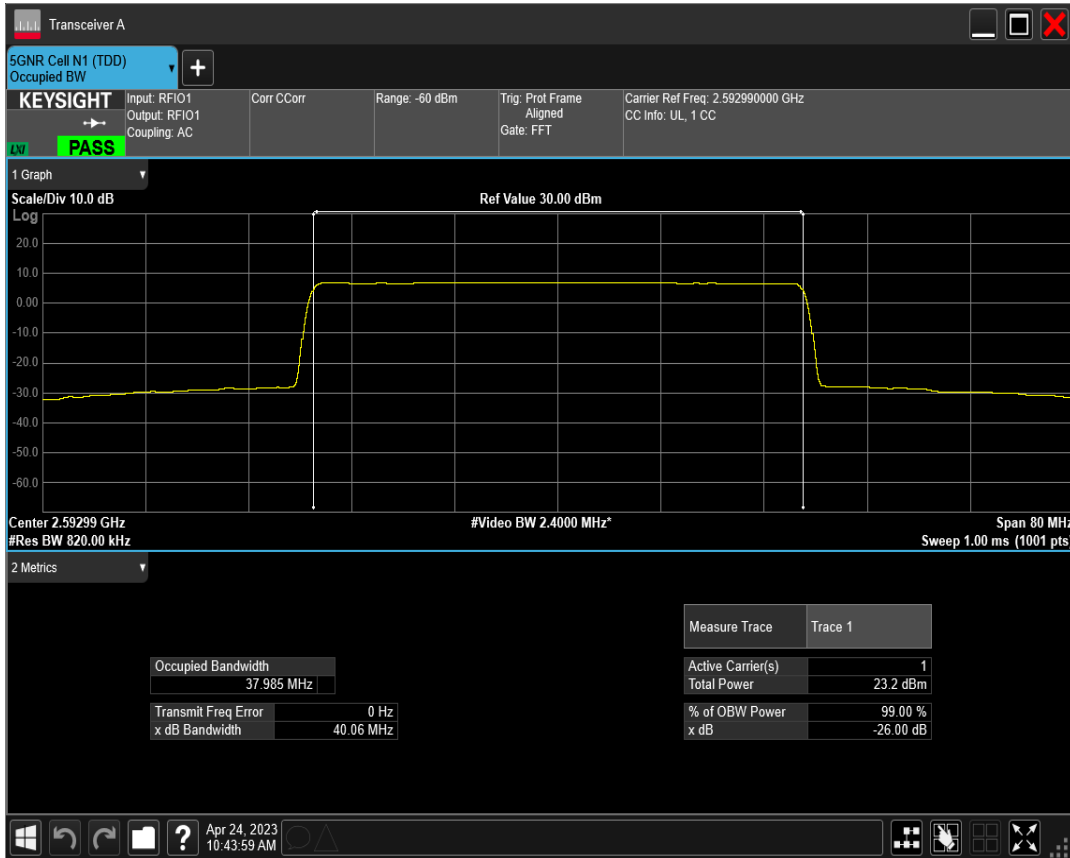 Transceiver A
5GNR Cell N1 (TDD)
Occupied BW
+
KEYSIGHT
LXI
PASS
Input: RFIO1
Output: RFIO1
Coupling: AC
Corr CCorr
Range: -60 dBm
Trig: Prot Frame
Aligned
Gate: FFT
Carrier Ref Freq: 2.592990000 GHz
CC Info: UL, 1 CC
1 Graph
Scale/Div 10.0 dB
Ref Value 30.00 dBm
Log
20.0
10.0
0.00
-10.0
-20.0
-30.0
-40.0
-50.0
-60.0
Center 2.59299 GHz
#Video BW 2.4000 MHz*
Span 80 MHz
#Res BW 820.00 kHz
Sweep 1.00 ms (1001 pts)
2 Metrics
Measure Trace Trace 1
Occupied Bandwidth
37.985 MHz
Active Carrier(s) 1
Total Power 23.2 dBm
Transmit Freq Error 0 Hz
x dB Bandwidth 40.06 MHz
% of OBW Power 99.00 %
x dB -26.00 dB
?
Apr 24, 2023
10:43:59 AM